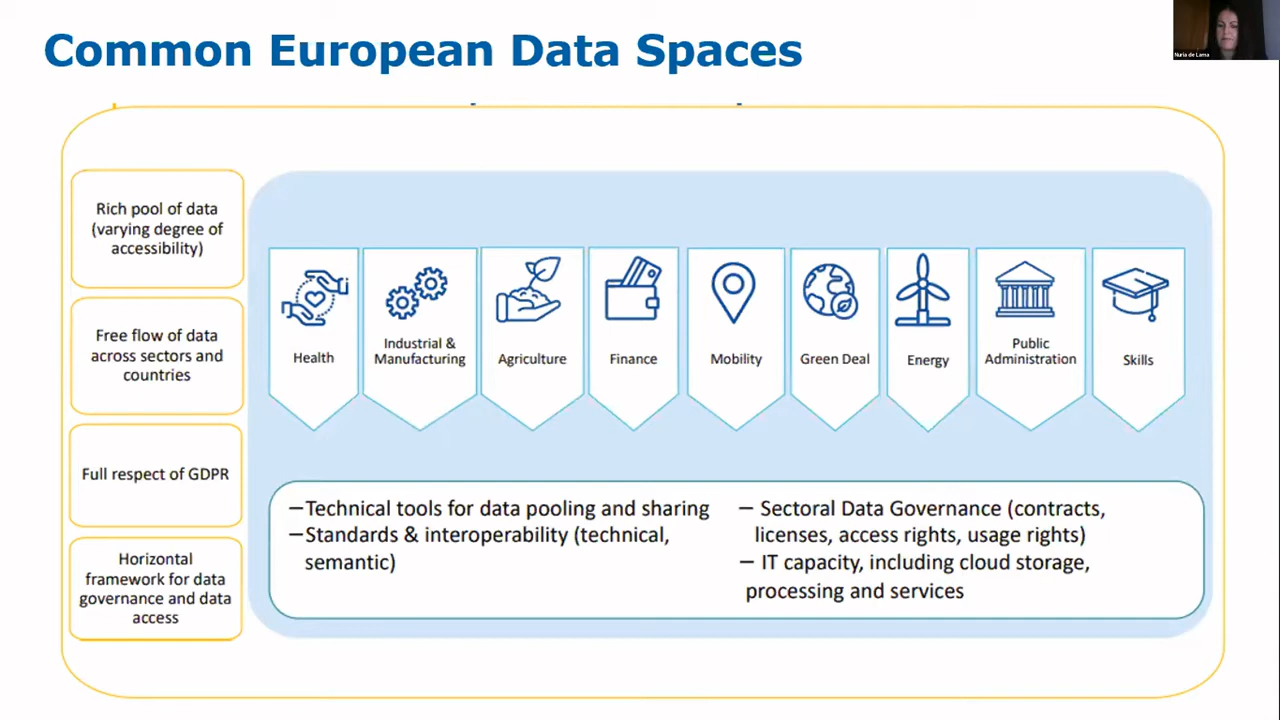 Common European Data Spaces
Nuria de Lama
Rich pool of data
(varying degree of
accessibility)
Free flow of data
across sectors and
countries
Full respect of GDPR
Horizontal
framework for data
governance and data
access
Health
Industrial &
Manufacturing
Agriculture
Finance
Mobility
Green Deal
Energy
Public
Administration
Skills
—Technical tools for data pooling and sharing
—Standards & interoperability (technical,
semantic)
— Sectoral Data Governance (contracts,
licenses, access rights, usage rights)
— IT capacity, including cloud storage,
processing and services